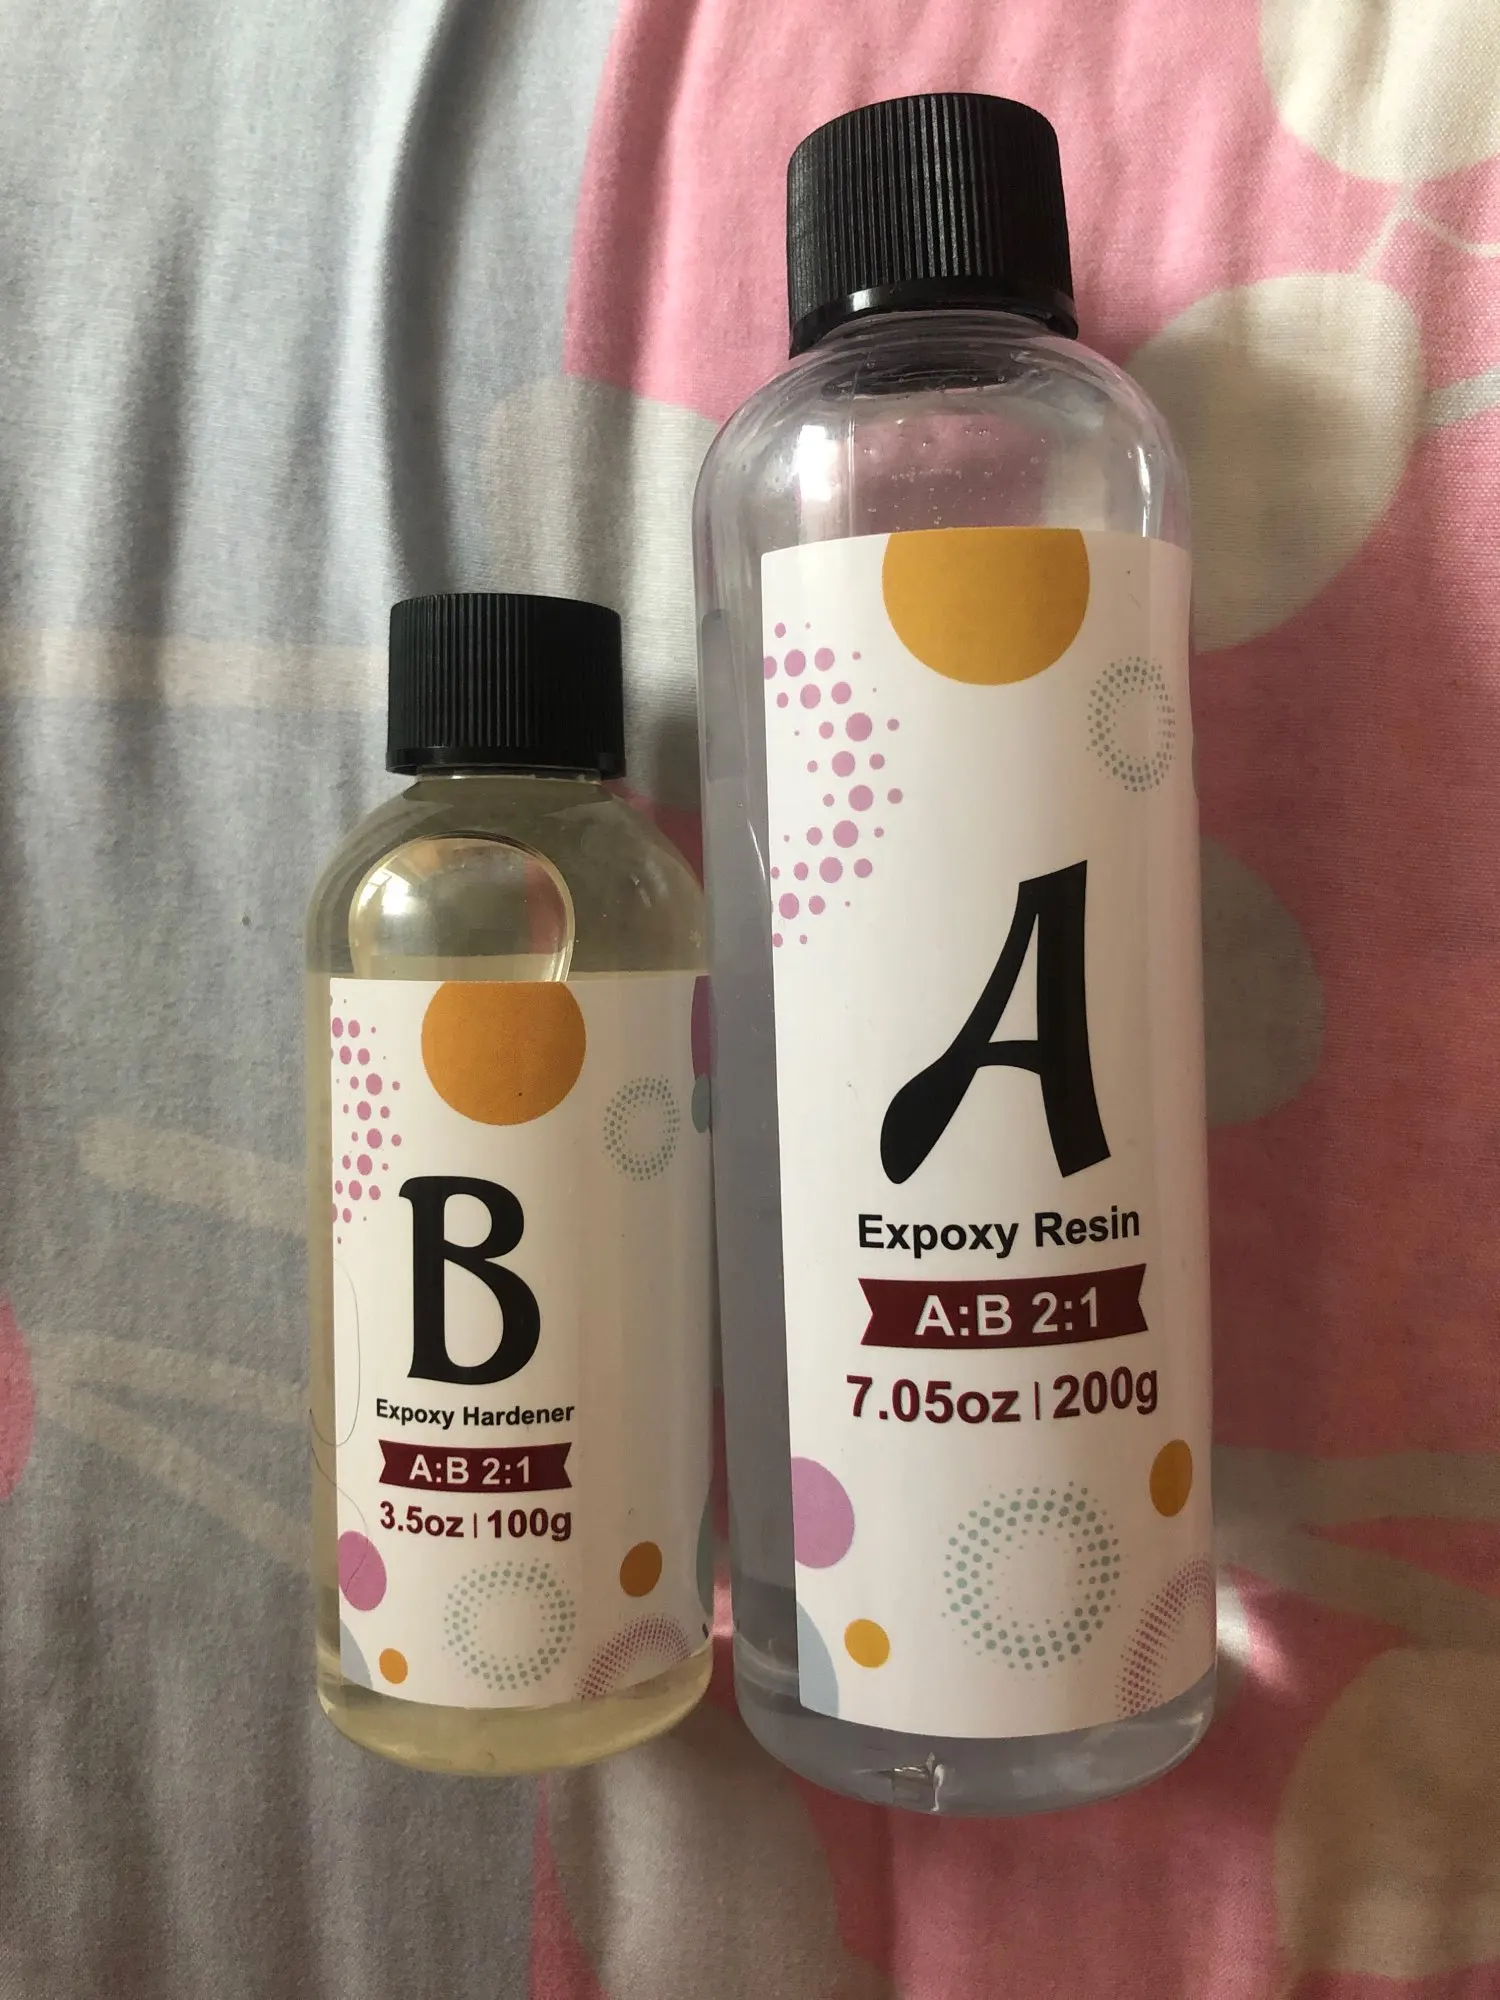 A
Expoxy Resin
A:B 2:1
7.05oz | 200g
B
Expoxy Hardener
A:B 2:1
3.5oz | 100g